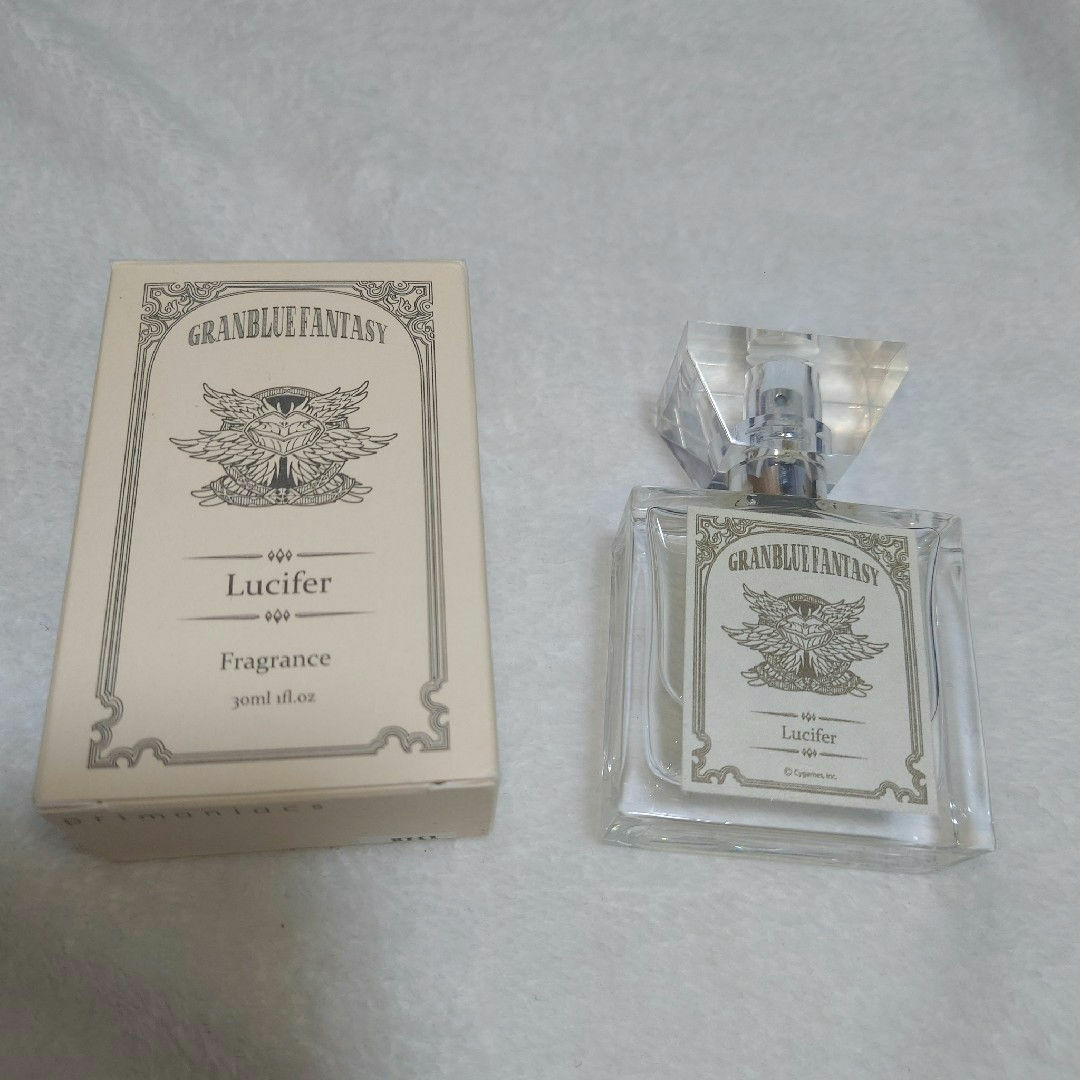 GRANBLUE FANTASY
Lucifer
Fragrance
30ml 1fl.oz
primaniacs
GRANBLUE FANTASY
Lucifer
© Cygames, Inc.